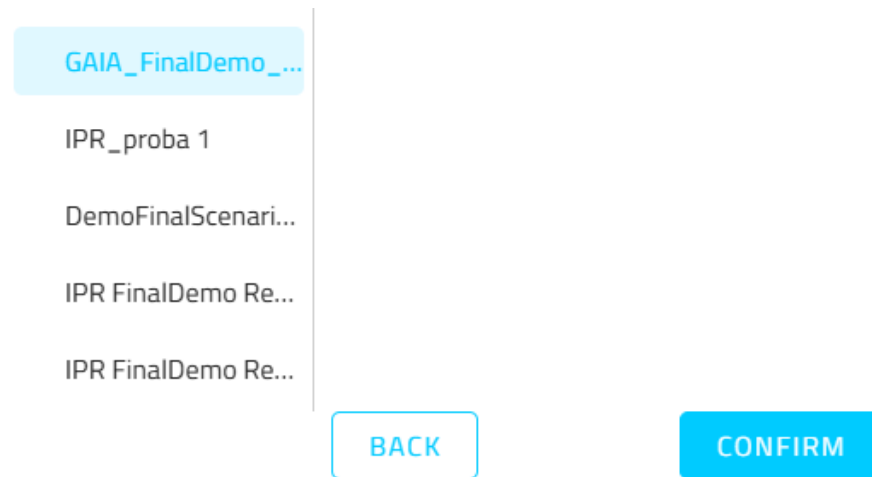 GAIA_FinalDemo_...
IPR_proba 1
DemoFinalScenari...
IPR FinalDemo Re...
IPR FinalDemo Re...
BACK
CONFIRM